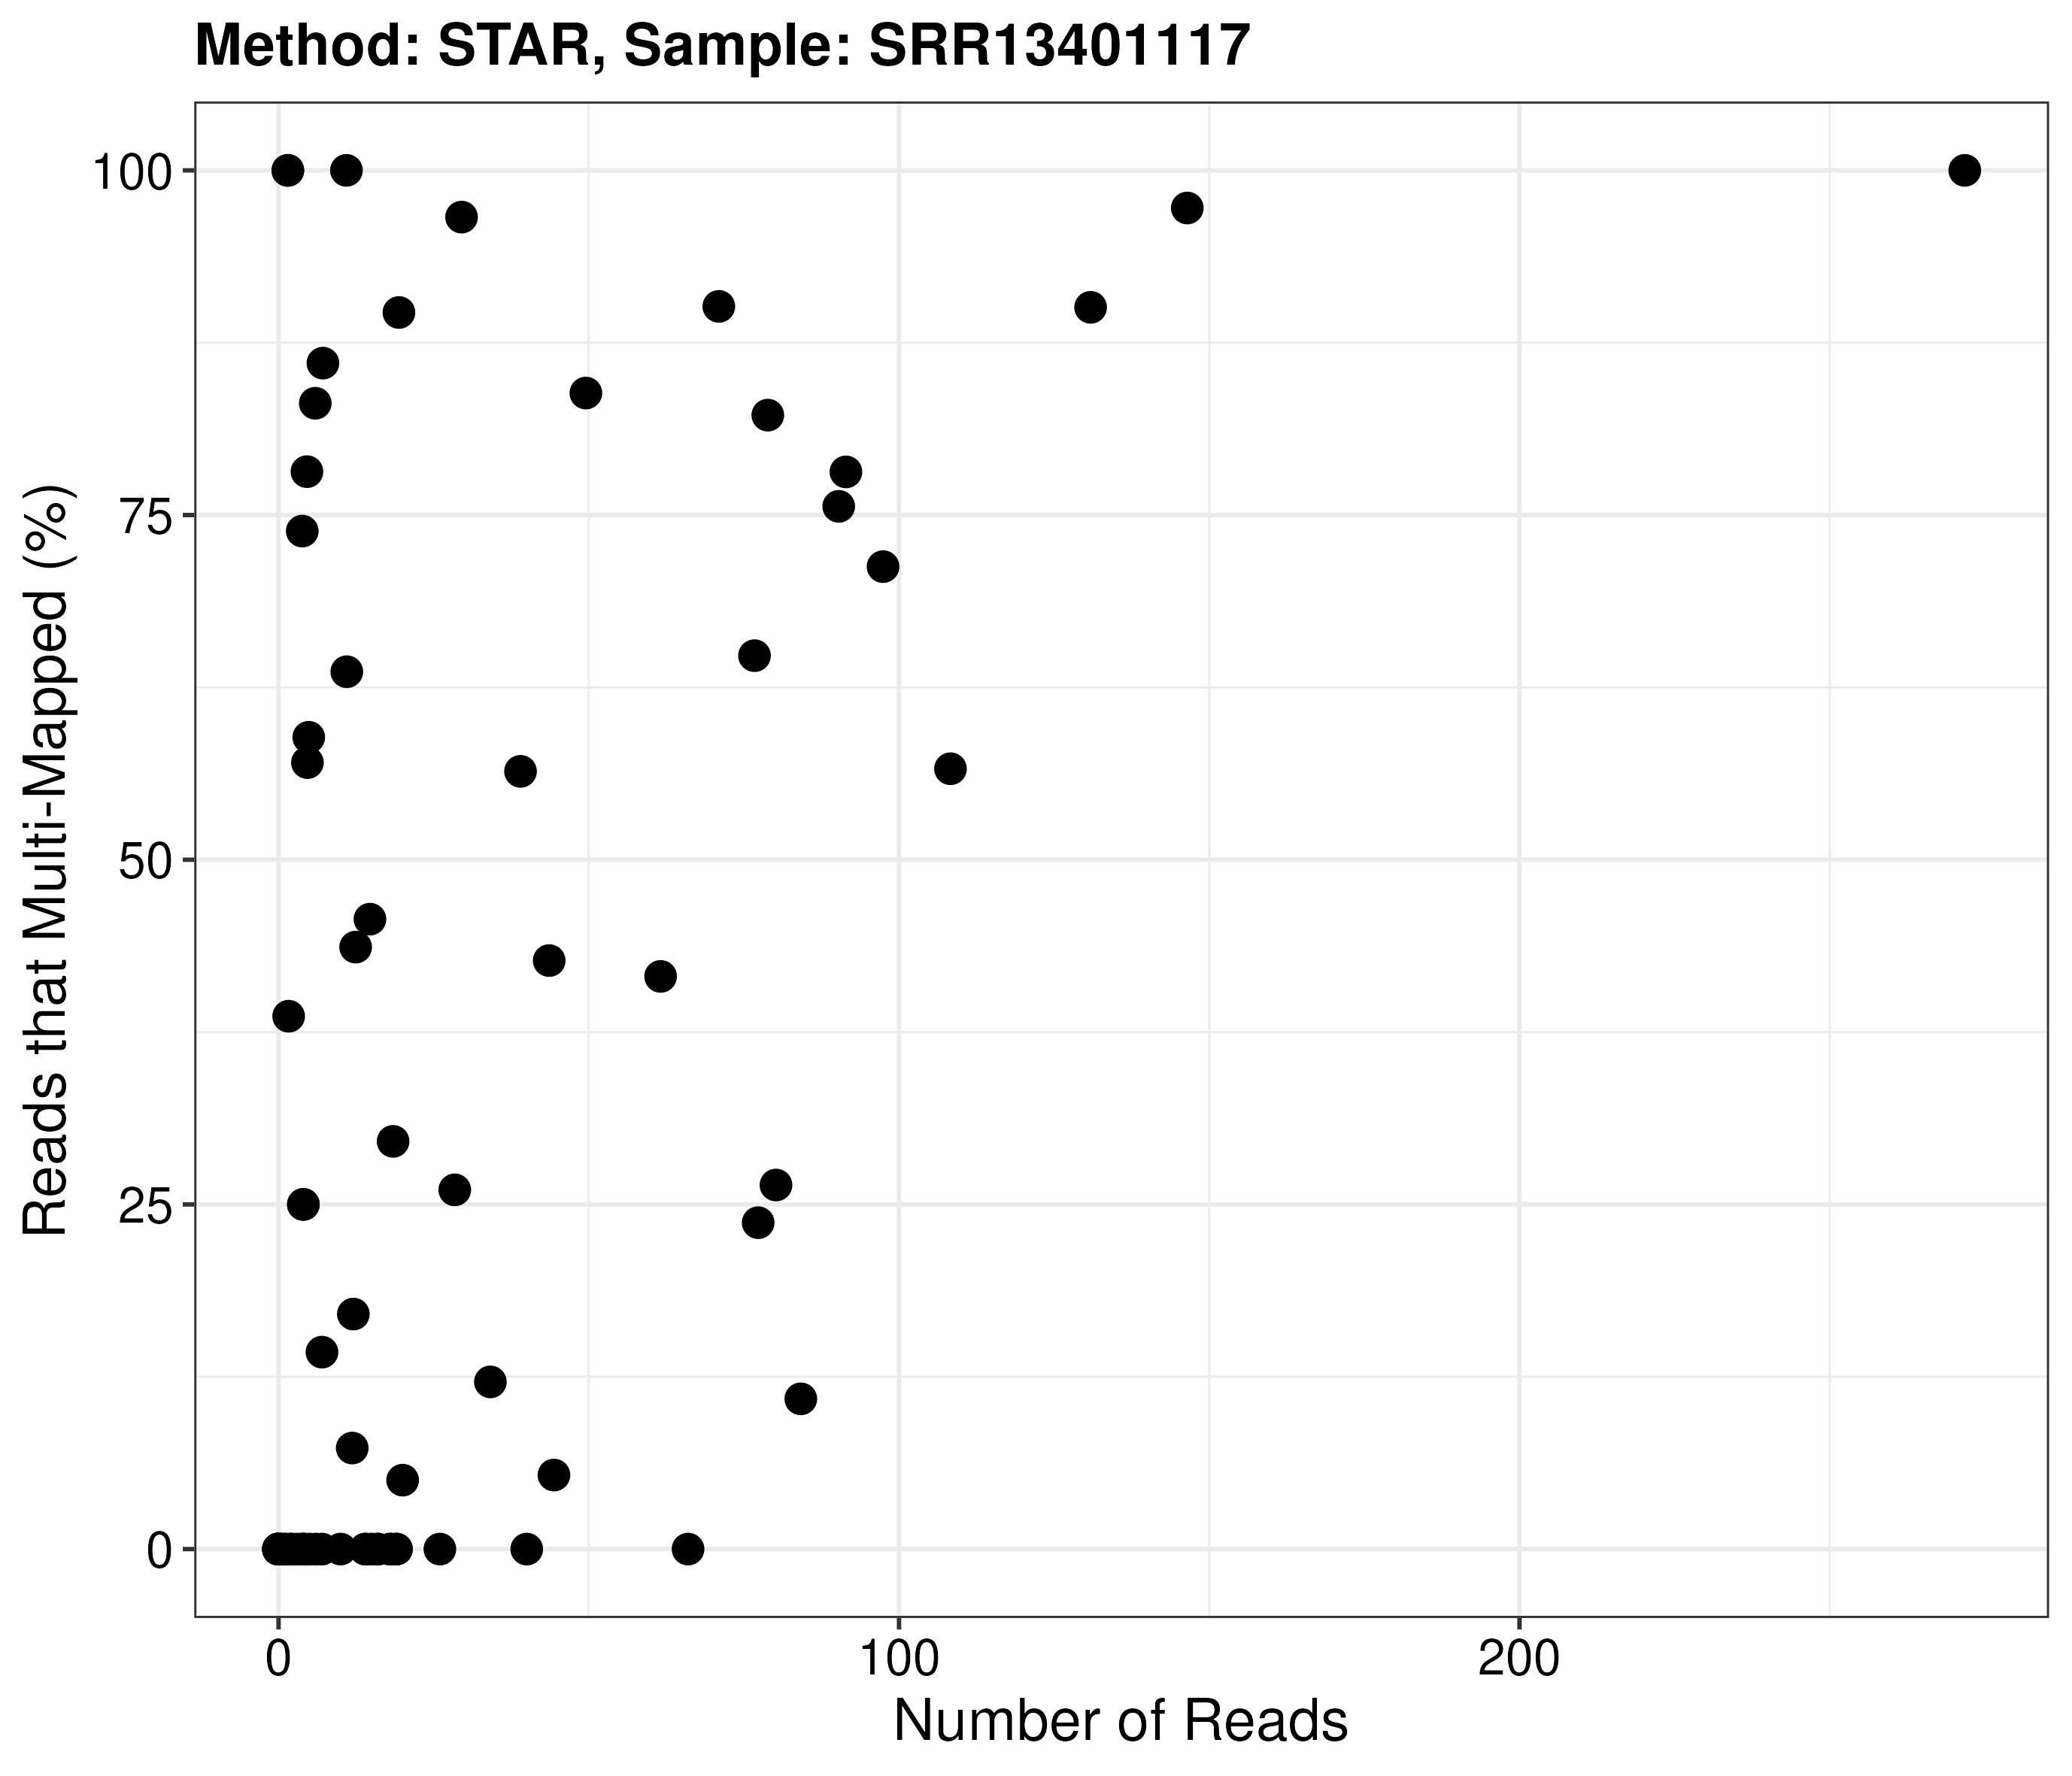 Method: STAR, Sample: SRR13401117
Reads that Multi-Mapped (%)
100
75
50
25
0
0 100 200
Number of Reads